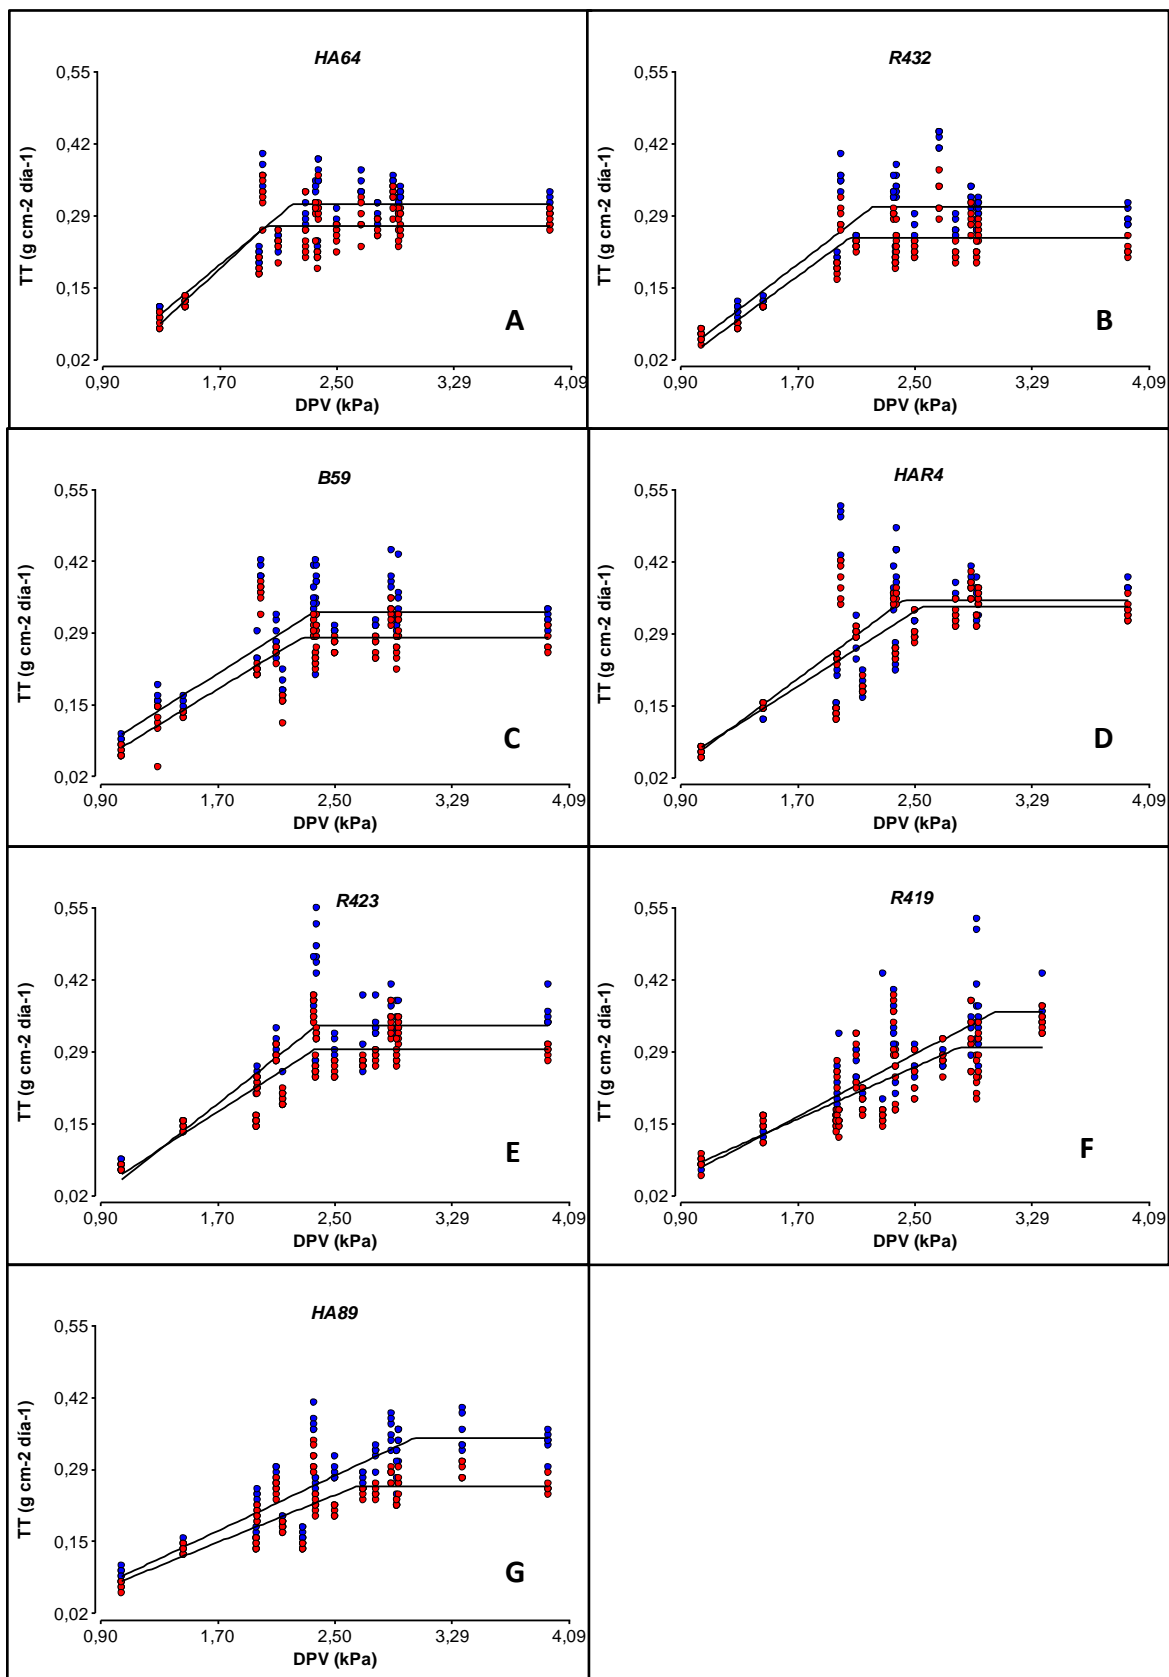 HA64
0,55
0,42
0,29
0,15
0,02
TT (g cm-2 día-1)
A
0,90 1,70 2,50 3,29 4,09
DPV (kPa)
R432
0,55
0,42
0,29
0,15
0,02
TT (g cm-2 día-1)
B
0,90 1,70 2,50 3,29 4,09
DPV (kPa)
B59
0,55
0,42
0,29
0,15
0,02
TT (g cm-2 día-1)
C
0,90 1,70 2,50 3,29 4,09
DPV (kPa)
HAR4
0,55
0,42
0,29
0,15
0,02
TT (g cm-2 día-1)
D
0,90 1,70 2,50 3,29 4,09
DPV (kPa)
R423
0,55
0,42
0,29
0,15
0,02
TT (g cm-2 día-1)
E
0,90 1,70 2,50 3,29 4,09
DPV (kPa)
R419
0,55
0,42
0,29
0,15
0,02
TT (g cm-2 día-1)
F
0,90 1,70 2,50 3,29 4,09
DPV (kPa)
HA89
0,55
0,42
0,29
0,15
0,02
TT (g cm-2 día-1)
G
0,90 1,70 2,50 3,29 4,09
DPV (kPa)